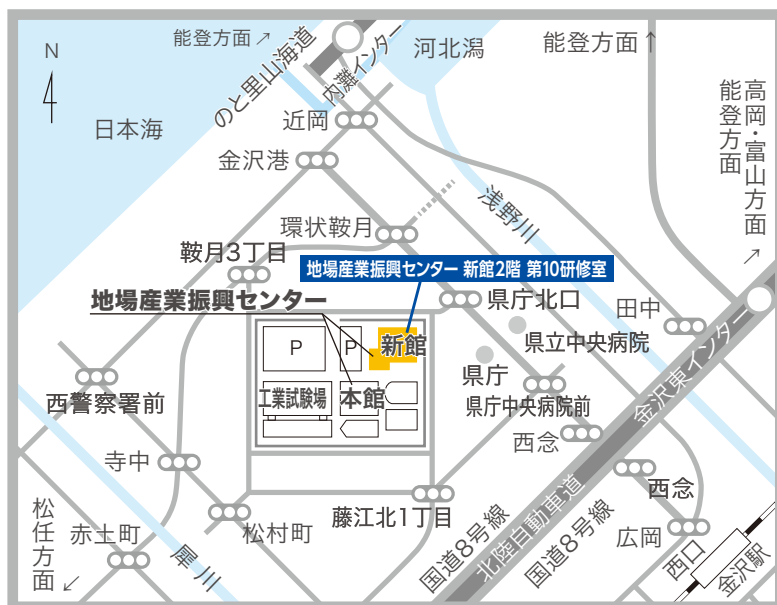 N
能登方面↗
のと里山海道
内灘インター
河北潟
能登方面↑
高岡・富山方面
能登方面
↗
日本海
近岡
金沢港
浅野川
環状鞍月
鞍月3丁目
地場産業振興センター 新館2階 第10研修室
地場産業振興センター
県庁北口
田中
県立中央病院
P
P
新館
県庁
金沢東インター
県庁中央病院前
工業試験場
本館
西警察署前
西念
寺中
西念
松任方面
↙
赤土町
犀川
松村町
藤江北1丁目
国道8号線
北陸自動車道
国道8号線
広岡
西口
金沢駅